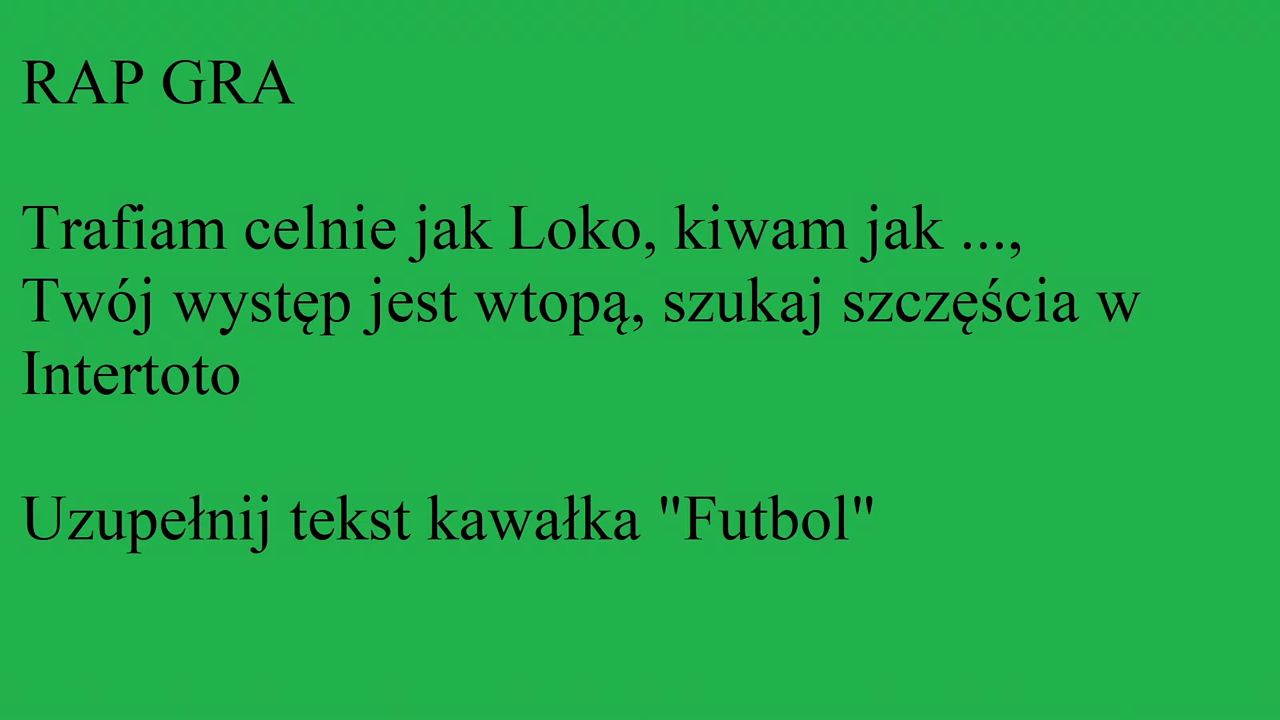 RAP GRA
Trafiam celnie jak Loko, kiwam jak ...,
Twój występ jest wtopą, szukaj szczęścia w
Intertoto
Uzupełnij tekst kawałka "Futbol"